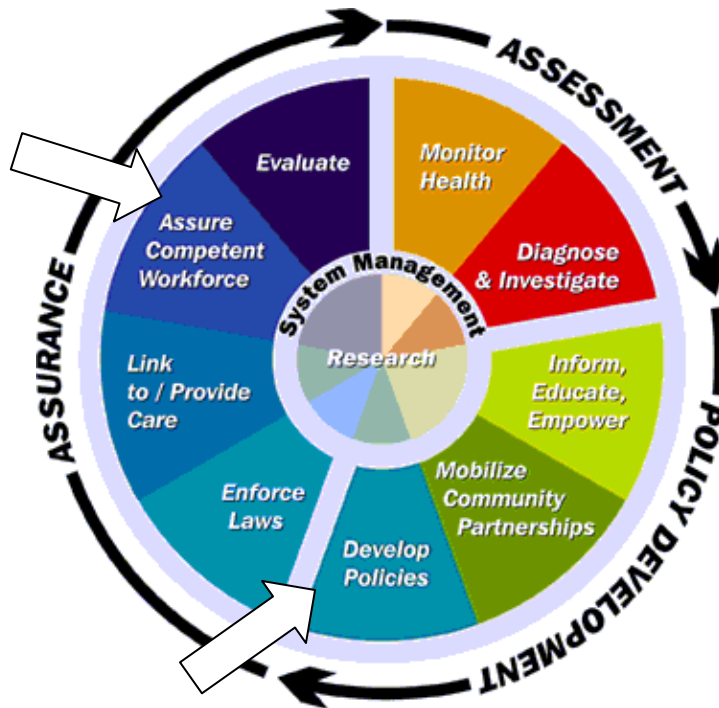 ASSESSMENT
POLICY DEVELOPMENT
ASSURANCE
Evaluate
Monitor
Health
Assure
Competent
Workforce
Diagnose
& Investigate
System Management
Research
Link
to / Provide
Care
Inform,
Educate,
Empower
Enforce
Laws
Mobilize
Community
Partnerships
Develop
Policies